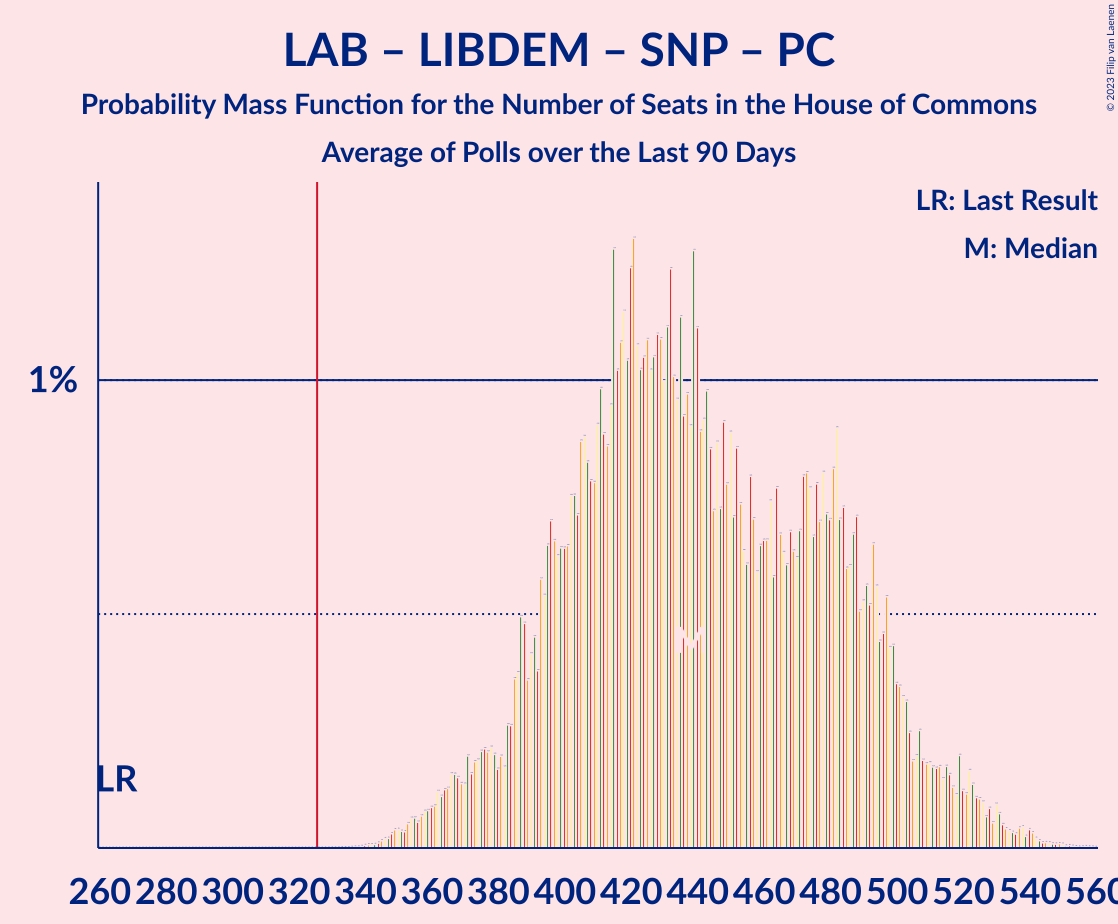 LAB – LIBDEM – SNP – PC
Probability Mass Function for the Number of Seats in the House of Commons
Average of Polls over the Last 90 Days
© 2023 Filip van Laenen
LR: Last Result
M: Median
1%
LR
260 280 300 320 340 360 380 400 420 440 460 480 500 520 540 560